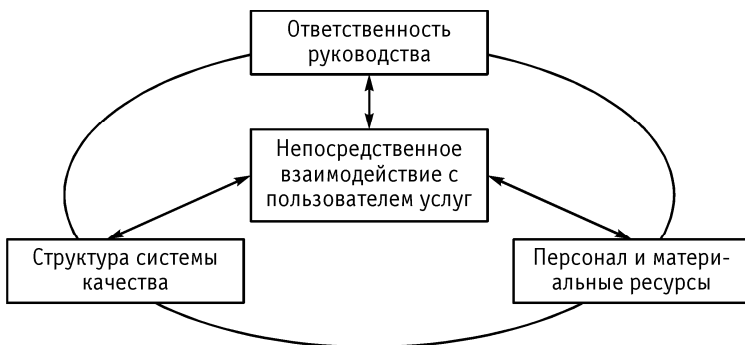 Ответственность
руководства
Непосредственное
взаимодействие с
пользователем услуг
Структура системы
качества
Персонал и матери-
альные ресурсы